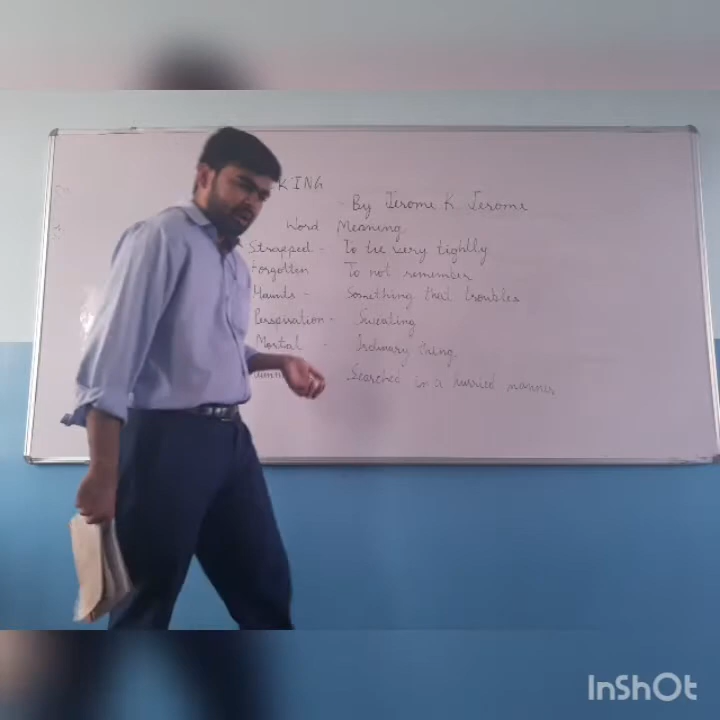 KING
- By Jerome K. Jerome
Word Meaning
Strapped - To tie very tightly
Forgotten To not remember
Haunts - Something that troubles
Perspiration - Sweating
Mortal - Ordinary being
Searched in a hurried manner
InShOt